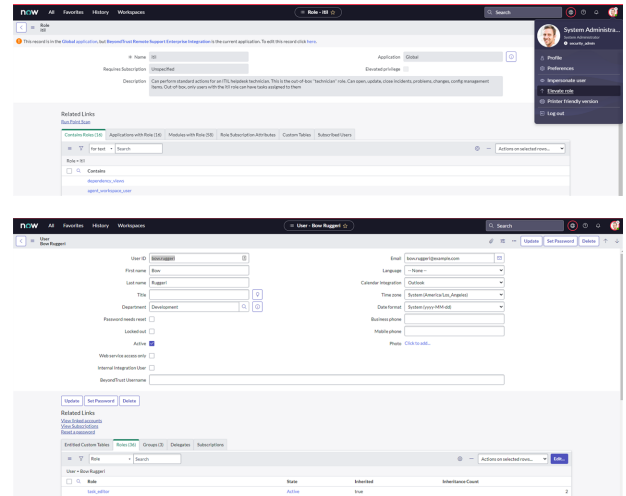 now All Favorites History Workspaces Role - itil Search
Role
itil
This record is in the Global application, but BeyondTrust Remote Support Enterprise Integration is the current application. To edit this record click here.
Name itil Application Global
Requires Subscription Unspecified Elevated privilege
Description Can perform standard actions for an ITIL helpdesk technician. This is the out-of-box "technician" role. Can open, update, close incidents, problems, changes, config management
items. Out-of-box, only users with the itil role can have tasks assigned to them
System Administra...
System Administrator
security_admin
Profile
Preferences
Impersonate user
Elevate role
Printer friendly version
Log out
Related Links
Run Point Scan
Contains Roles (16) Applications with Role (16) Modules with Role (58) Role Subscription Attributes Custom Tables Subscribed Users
for text Search Actions on selected rows...
Role = itil
Contains
dependency_views
agent_workspace_user
now All Favorites History Workspaces User - Bow Ruggeri Search
User
Bow Ruggeri
Update Set Password Delete
User ID bow.ruggeri Email bow.ruggeri@example.com
First name Bow Language -- None --
Last name Ruggeri Calendar integration Outlook
Title Time zone System (America/Los_Angeles)
Department Development Date format System (yyyy-MM-dd)
Password needs reset Business phone
Locked out Mobile phone
Active Photo Click to add...
Web service access only
Internal Integration User
BeyondTrust Username
Update Set Password Delete
Related Links
View linked accounts
View Subscriptions
Reset a password
Entitled Custom Tables Roles (36) Groups (3) Delegates Subscriptions
Role Search Actions on selected rows... Edit...
User = Bow Ruggeri
Role State Inherited Inheritance Count
task_editor Active true 2